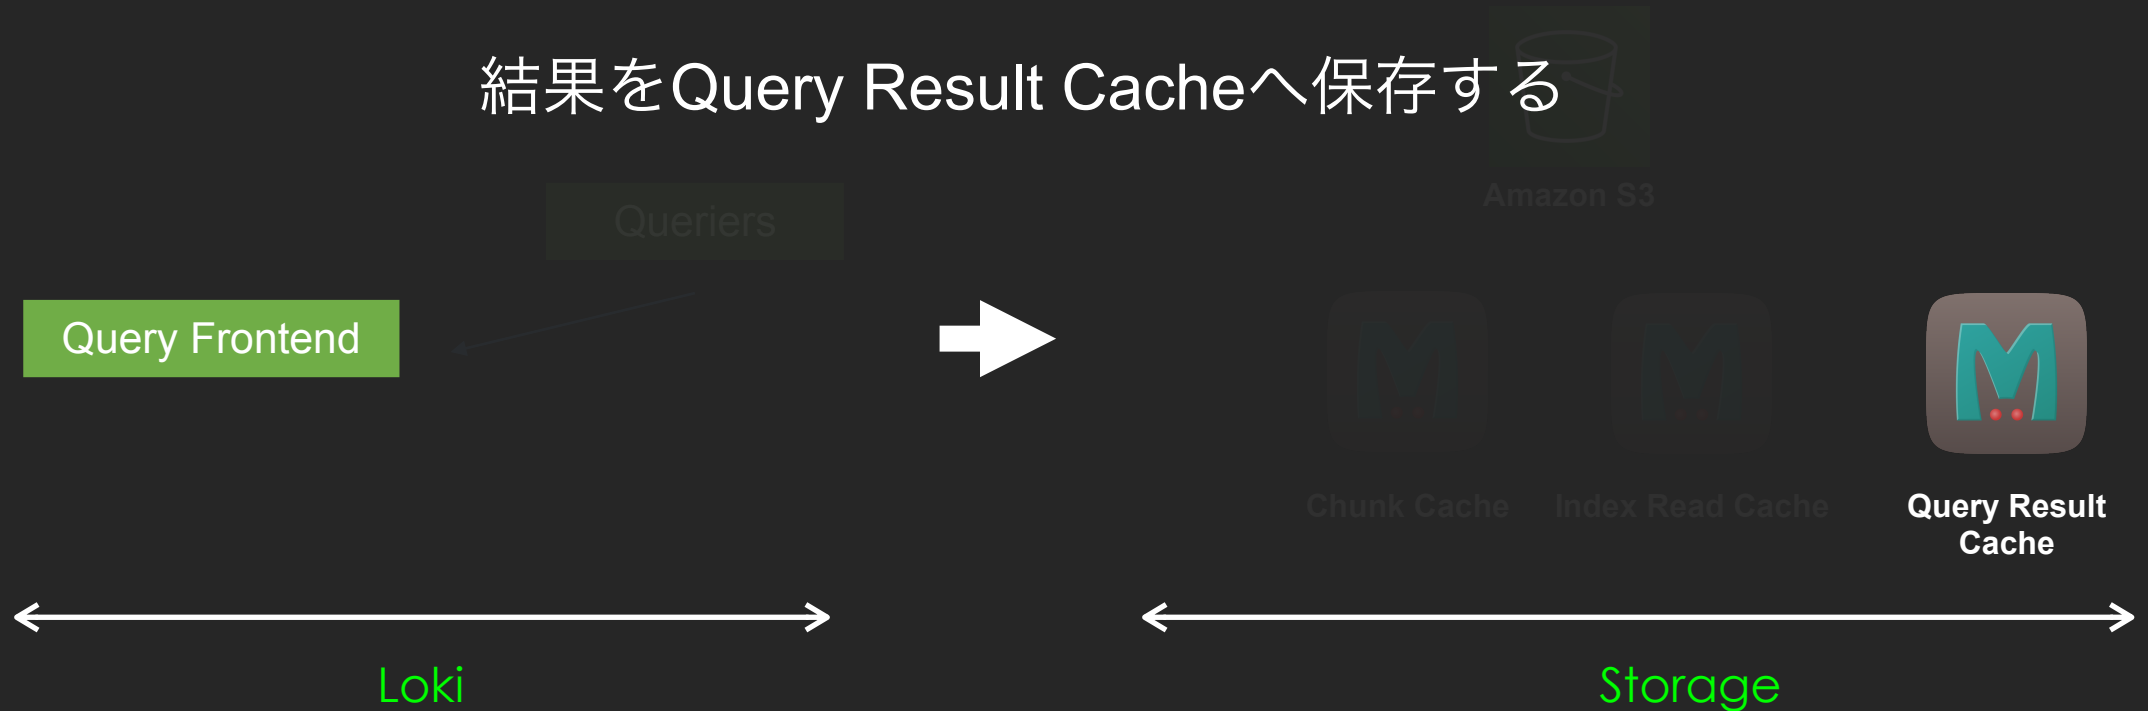 結果をQuery Result Cacheへ保存する
Amazon S3
Queriers
Query Frontend
Chunk Cache
Index Read Cache
Query Result
Cache
Loki
Storage